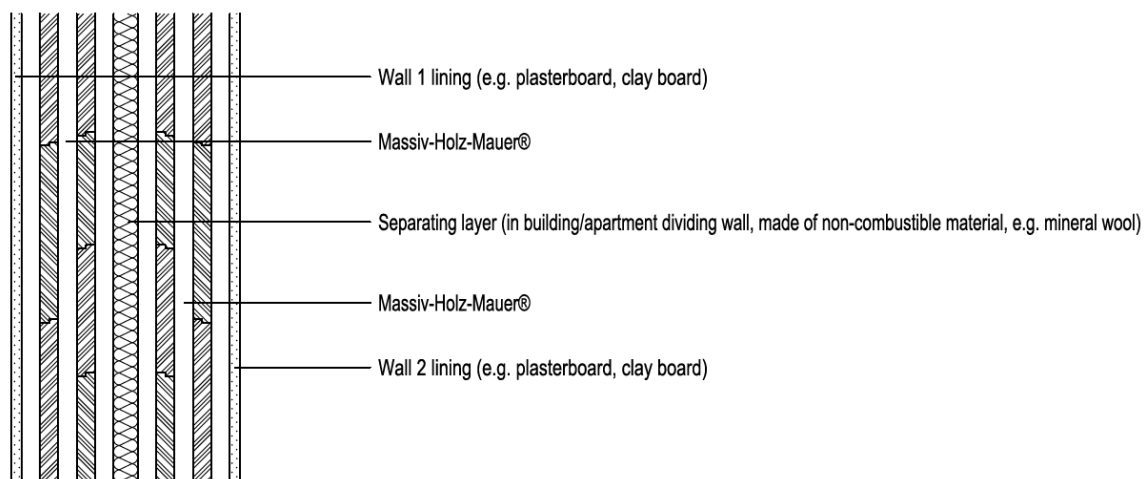 Wall 1 lining (e.g. plasterboard, clay board)
Massiv-Holz-Mauer®
Separating layer (in building/apartment dividing wall, made of non-combustible material, e.g. mineral wool)
Massiv-Holz-Mauer®
Wall 2 lining (e.g. plasterboard, clay board)